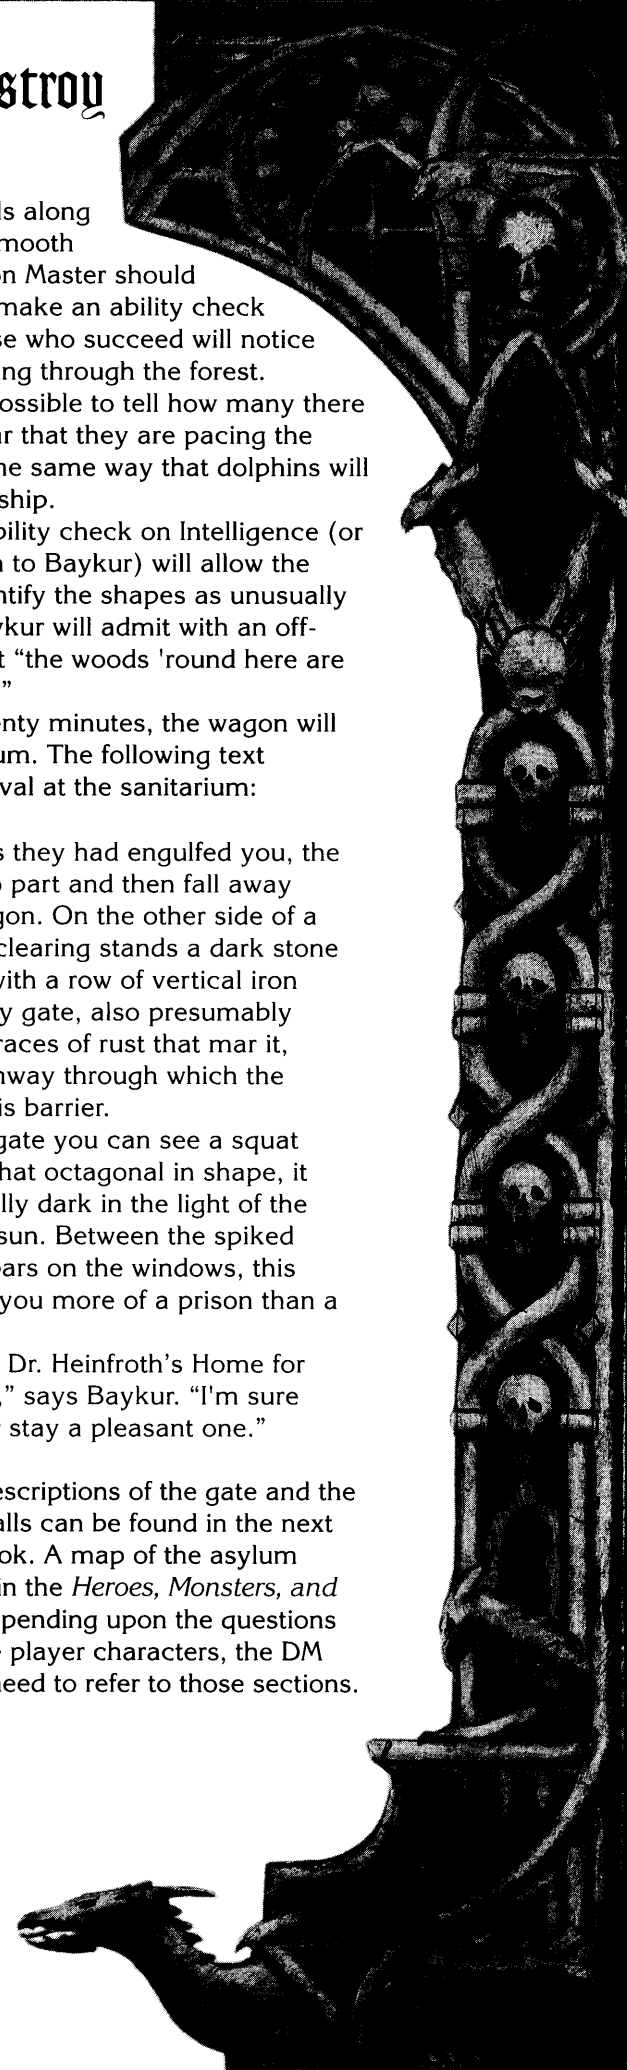 stroy
ls along
mooth
on Master should
make an ability check
se who succeed will notice
ng through the forest.
ossible to tell how many there
ar that they are pacing the
ne same way that dolphins will
ship.
bility check on Intelligence (or
n to Baykur) will allow the
ntify the shapes as unusually
ykur will admit with an off-
t “the woods 'round here are
”
enty minutes, the wagon will
um. The following text
val at the sanitarium:
s they had engulfed you, the
o part and then fall away
gon. On the other side of a
clearing stands a dark stone
with a row of vertical iron
y gate, also presumably
races of rust that mar it,
hway through which the
is barrier.
gate you can see a squat
hat octagonal in shape, it
lly dark in the light of the
sun. Between the spiked
ars on the windows, this
you more of a prison than a
Dr. Heinfroth's Home for
,” says Baykur. “I'm sure
r stay a pleasant one.”
escriptions of the gate and the
alls can be found in the next
ok. A map of the asylum
in the Heroes, Monsters, and
pending upon the questions
e player characters, the DM
need to refer to those sections.